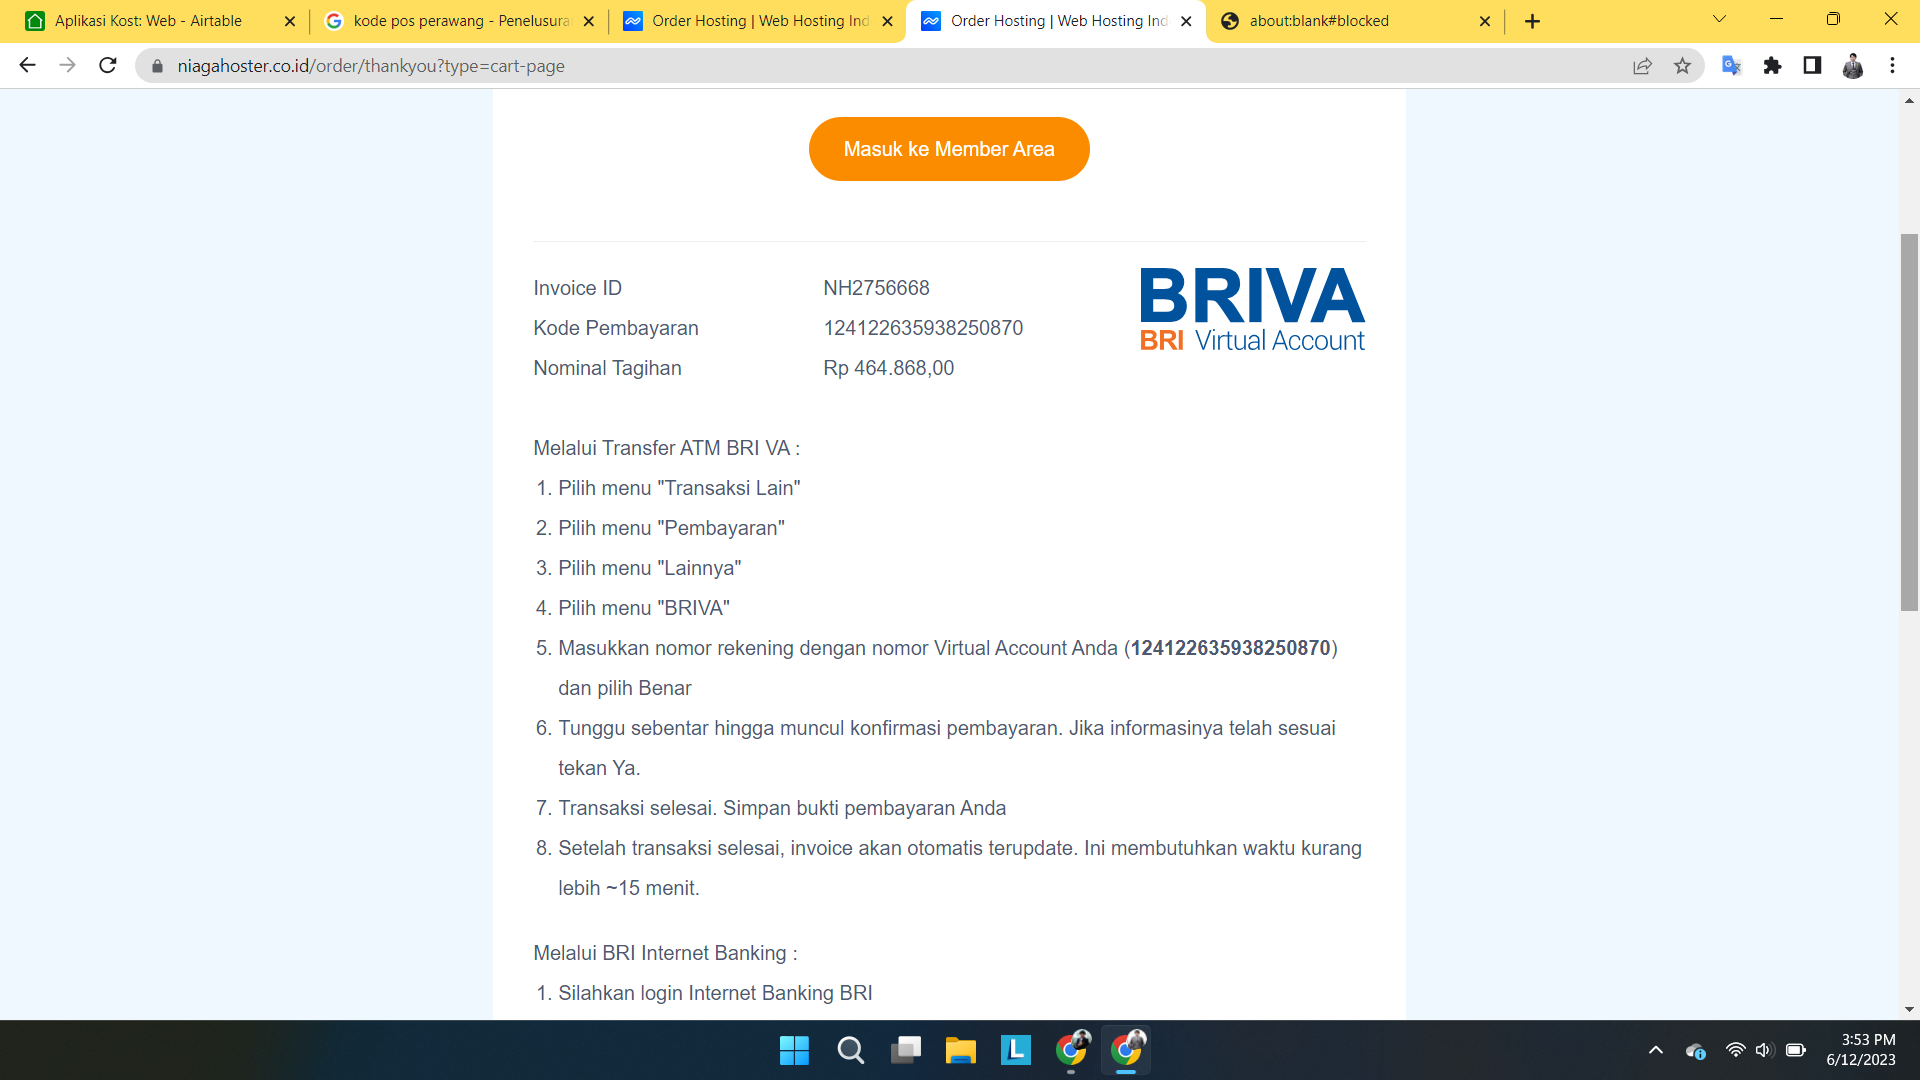 Aplikasi Kost: Web - Airtable
kode pos perawang - Penelusura
Order Hosting | Web Hosting Ind
Order Hosting | Web Hosting Ind
about:blank#blocked
niagahoster.co.id/order/thankyou?type=cart-page
Masuk ke Member Area
Invoice ID NH2756668
Kode Pembayaran 124122635938250870
Nominal Tagihan Rp 464.868,00
BRIVA
BRI Virtual Account
Melalui Transfer ATM BRI VA :
1. Pilih menu "Transaksi Lain"
2. Pilih menu "Pembayaran"
3. Pilih menu "Lainnya"
4. Pilih menu "BRIVA"
5. Masukkan nomor rekening dengan nomor Virtual Account Anda (124122635938250870)
dan pilih Benar
6. Tunggu sebentar hingga muncul konfirmasi pembayaran. Jika informasinya telah sesuai
tekan Ya.
7. Transaksi selesai. Simpan bukti pembayaran Anda
8. Setelah transaksi selesai, invoice akan otomatis terupdate. Ini membutuhkan waktu kurang
lebih ~15 menit.
Melalui BRI Internet Banking :
1. Silahkan login Internet Banking BRI
L
3:53 PM
6/12/2023